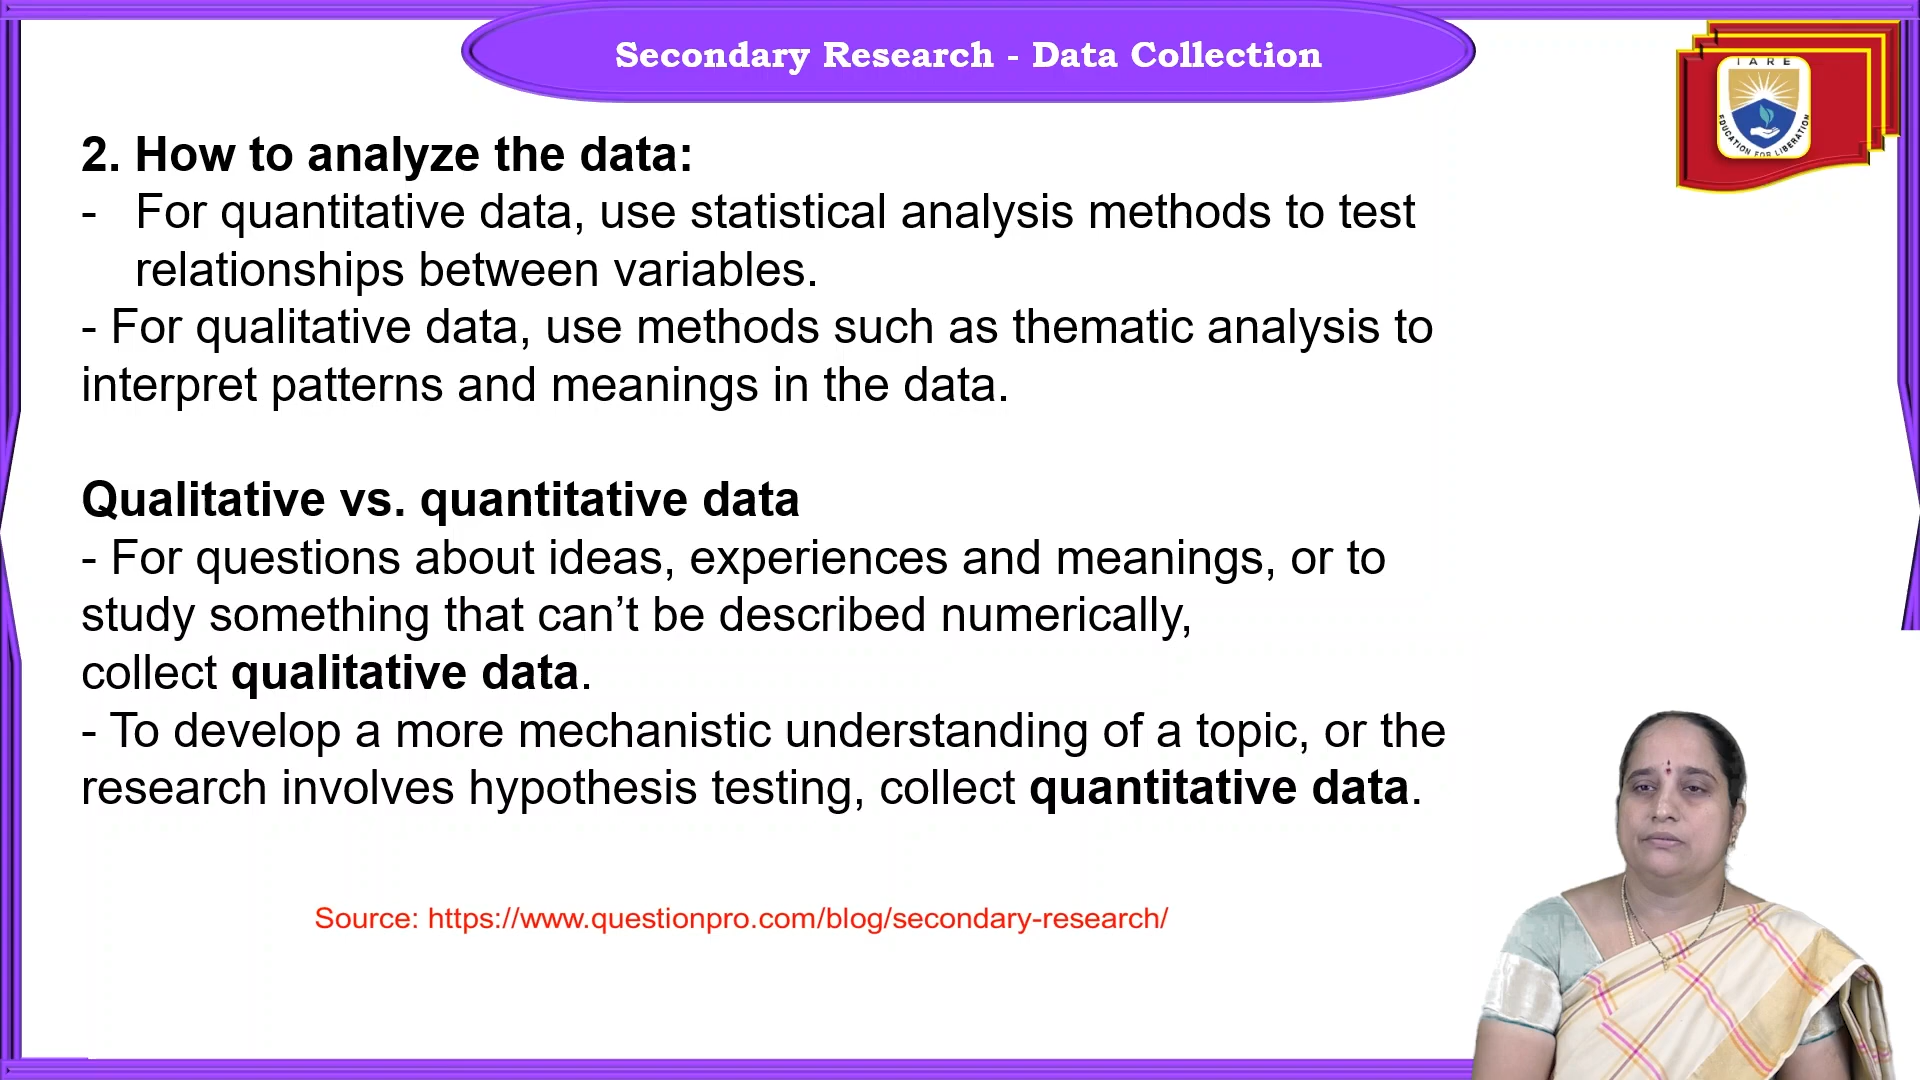 Secondary Research - Data Collection
IARE
EDUCATION FOR LIBERATION
2. How to analyze the data:
- For quantitative data, use statistical analysis methods to test
relationships between variables.
- For qualitative data, use methods such as thematic analysis to
interpret patterns and meanings in the data.
Qualitative vs. quantitative data
- For questions about ideas, experiences and meanings, or to
study something that can’t be described numerically,
collect qualitative data.
- To develop a more mechanistic understanding of a topic, or the
research involves hypothesis testing, collect quantitative data.
Source: https://www.questionpro.com/blog/secondary-research/